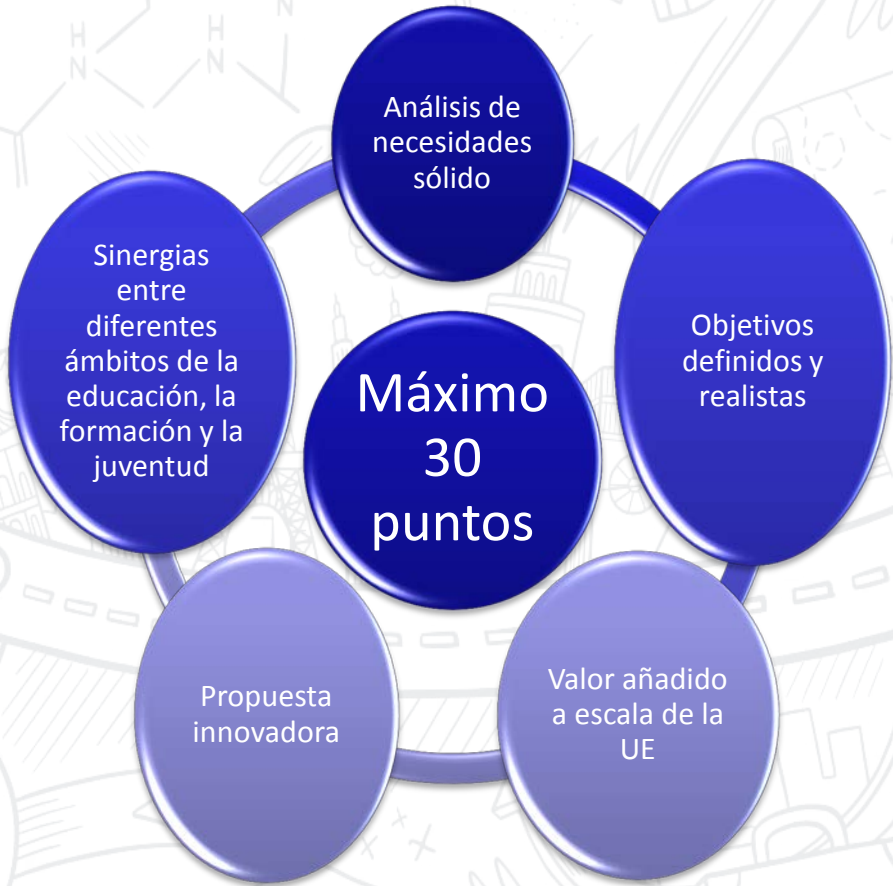 Análisis de
necesidades
sólido
Objetivos
definidos y
realistas
Valor añadido
a escala de la
UE
Propuesta
innovadora
Sinergias
entre
diferentes
ámbitos de la
educación, la
formación y la
juventud
Máximo
30
puntos
H
N
H
N
N